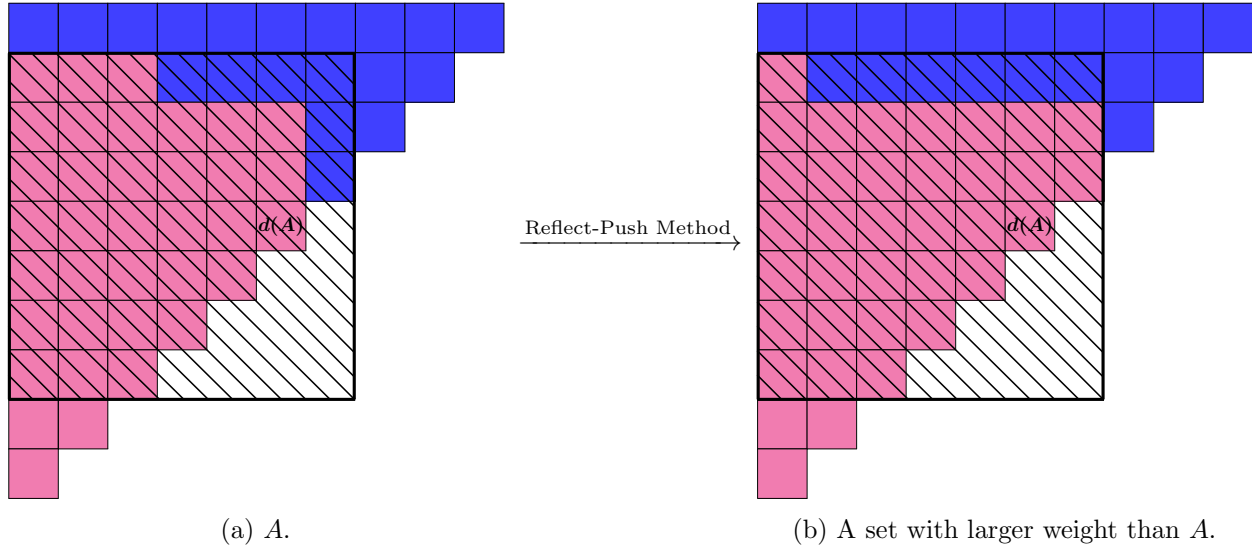 d(A)
Reflect-Push Method
d(A)
(a) A.
(b) A set with larger weight than A.